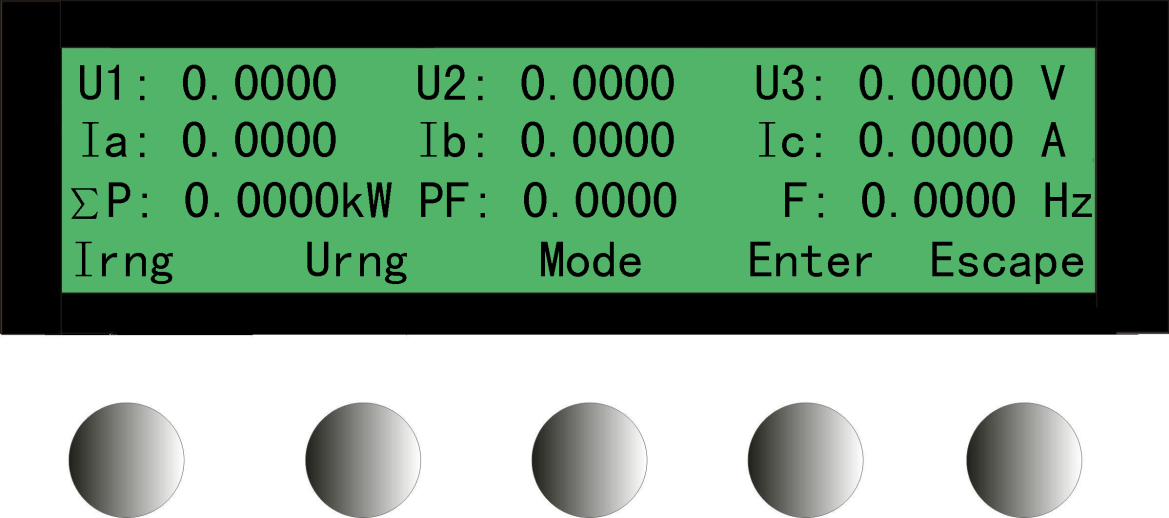 U1: 0.0000 U2: 0.0000 U3: 0.0000 V
Ia: 0.0000 Ib: 0.0000 Ic: 0.0000 A
∑P: 0.0000kW PF: 0.0000 F: 0.0000 Hz
Irng Urng Mode Enter Escape